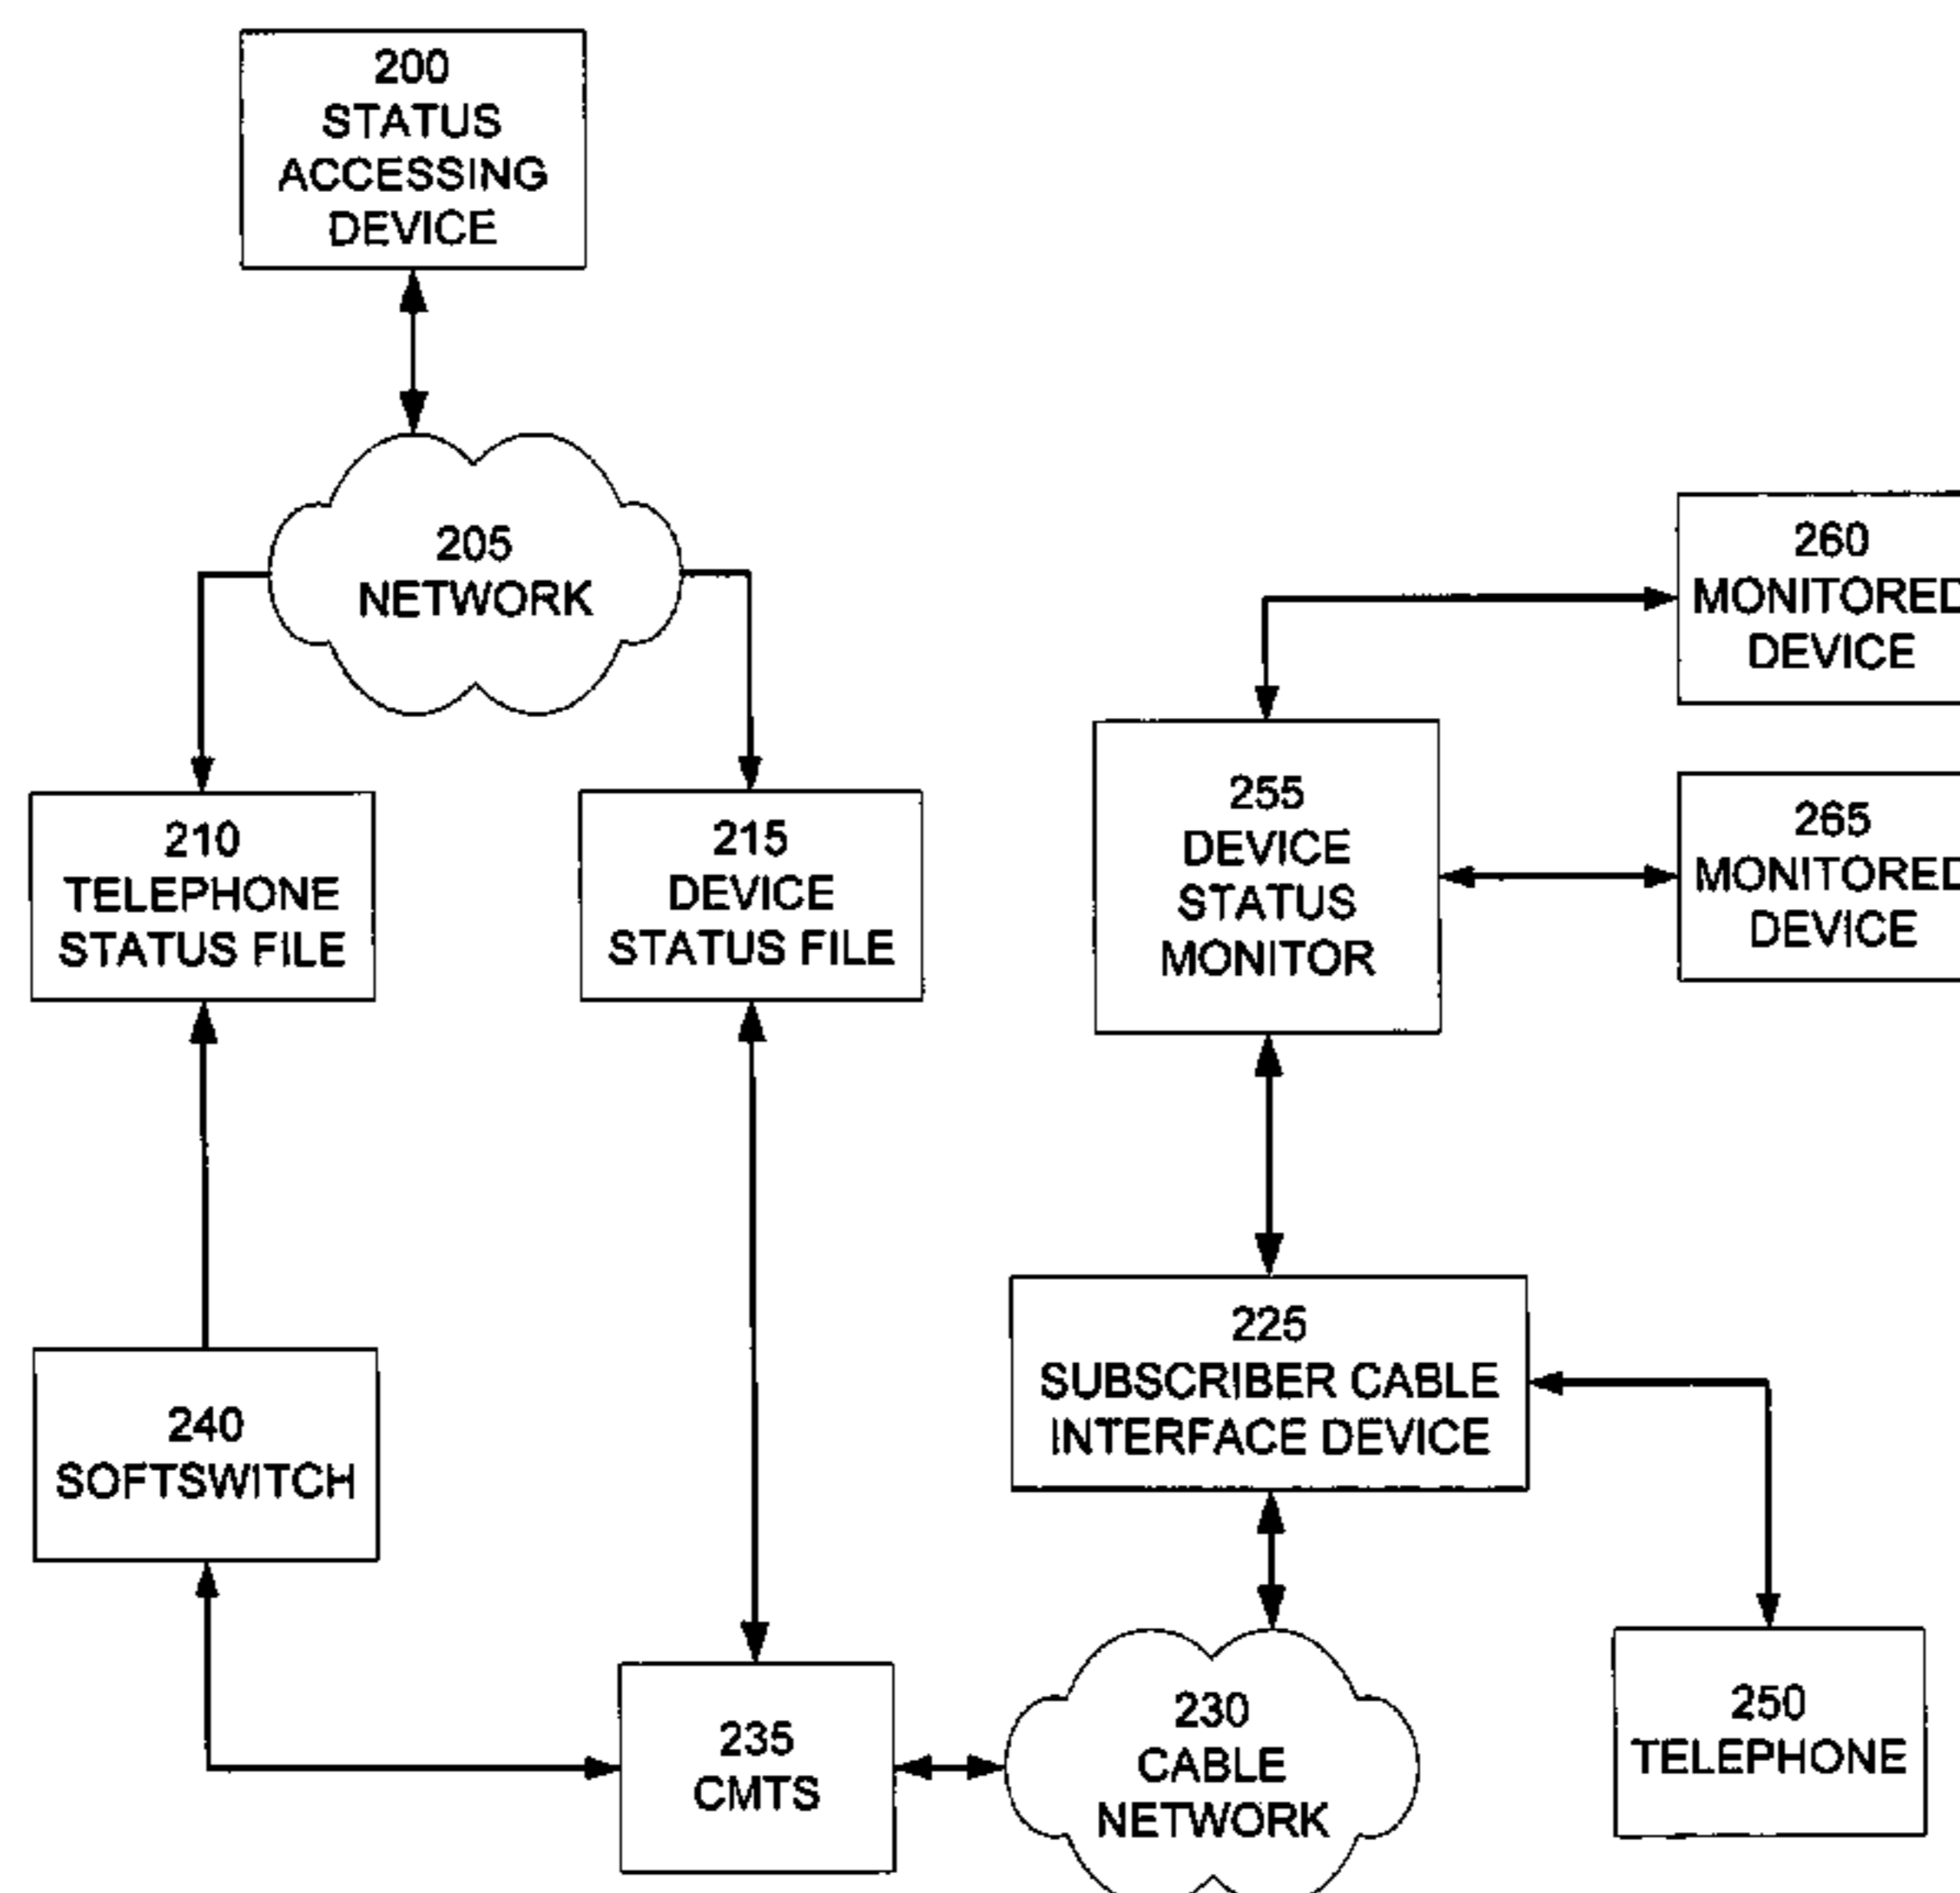 200
STATUS
ACCESSING
DEVICE
205
NETWORK
210
TELEPHONE
STATUS FILE
215
DEVICE
STATUS FILE
255
DEVICE
STATUS
MONITOR
260
MONITORED
DEVICE
265
MONITORED
DEVICE
225
SUBSCRIBER CABLE
INTERFACE DEVICE
240
SOFTSWITCH
235
CMTS
230
CABLE
NETWORK
250
TELEPHONE